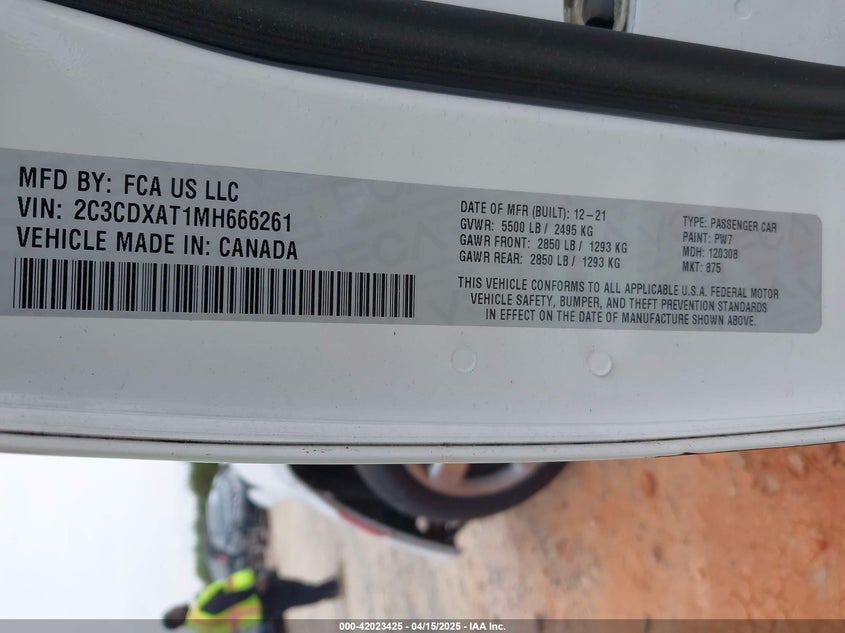 MFD BY: FCA US LLC
VIN: 2C3CDXAT1MH666261
VEHICLE MADE IN: CANADA
DATE OF MFR (BUILT): 12-21
GVWR: 5500 LB / 2495 KG
GAWR FRONT: 2850 LB / 1293 KG
GAWR REAR: 2850 LB / 1293 KG
TYPE: PASSENGER CAR
PAINT: PW7
MDH: 120308
MKT: 875
THIS VEHICLE CONFORMS TO ALL APPLICABLE U.S.A. FEDERAL MOTOR
VEHICLE SAFETY, BUMPER, AND THEFT PREVENTION STANDARDS
IN EFFECT ON THE DATE OF MANUFACTURE SHOWN ABOVE.
000-42023425 - 04/15/2025 - © IAA Inc.